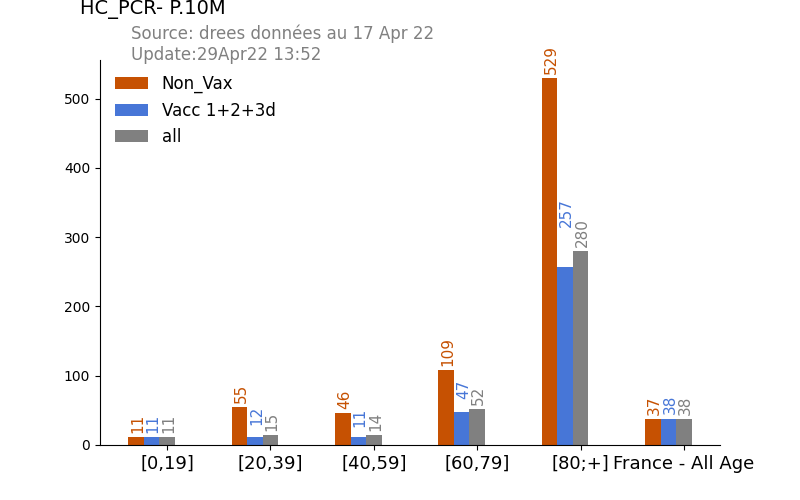 HC_PCR- P.10M
Source: drees données au 17 Apr 22
Update:29Apr22 13:52
Non_Vax
Vacc 1+2+3d
all
500
400
300
200
100
0
11 11 11
55 12 15
46 11 14
109 47 52
529 257 280
37 38 38
[0,19] [20,39] [40,59] [60,79] [80;+] France - All Age